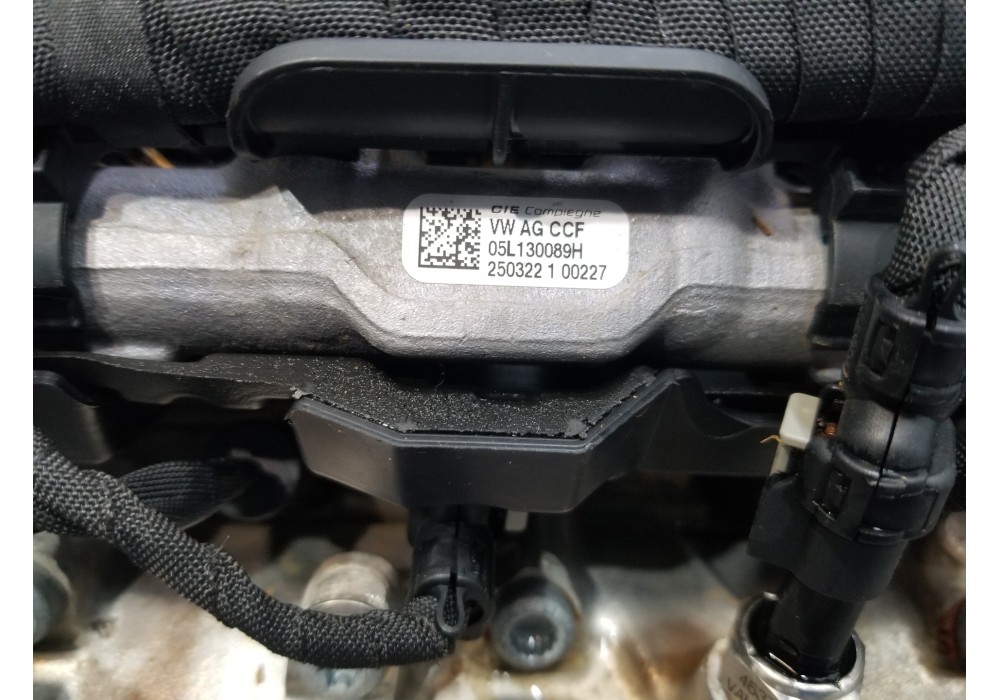 CIE Compiegne
VW AG CCF
05L130089H
250322 1 00227